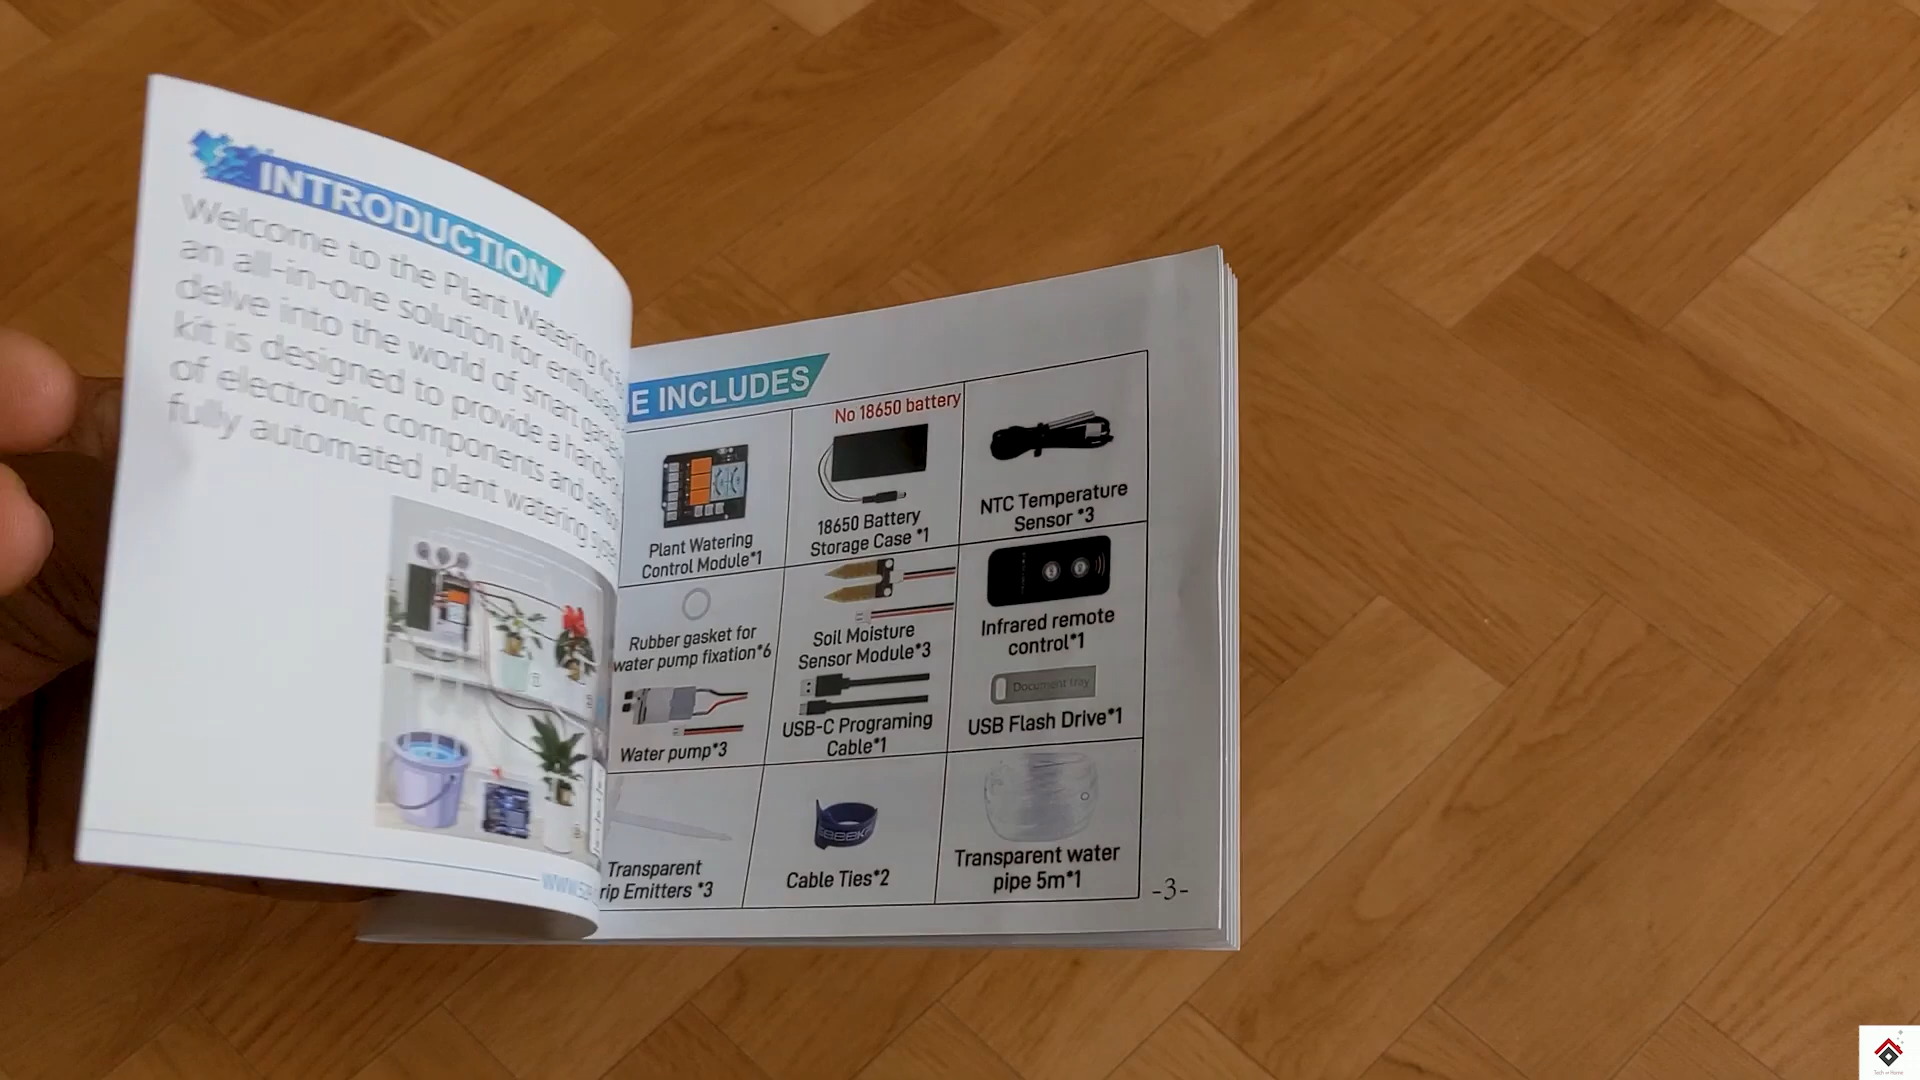 INTRODUCTION
Welcome to the Plant Watering Kit
an all-in-one solution for
delve into the world of smart
kit is designed to provide a
of electronic components and
fully automated plant watering
E INCLUDES
No 18650 battery
Plant Watering
Control Module*1
18650 Battery
Storage Case *1
NTC Temperature
Sensor *3
Rubber gasket for
water pump fixation*6
Soil Moisture
Sensor Module*3
Infrared remote
control*1
Water pump*3
USB-C Programing
Cable*1
Document tray
USB Flash Drive*1
Transparent
rip Emitters *3
Cable Ties*2
Transparent water
pipe 5m*1
-3-